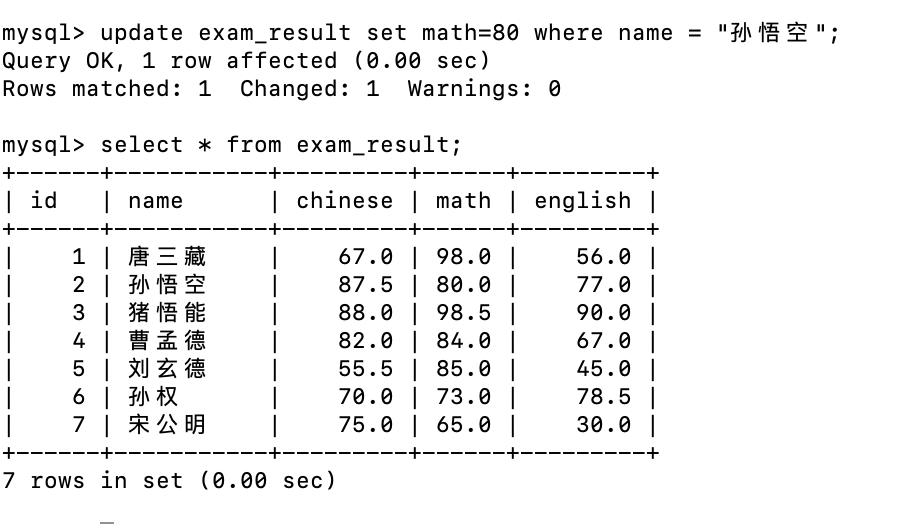 mysql> update exam_result set math=80 where name = "孙悟空";
Query OK, 1 row affected (0.00 sec)
Rows matched: 1  Changed: 1  Warnings: 0
mysql> select * from exam_result;
+------+-----------+---------+------+---------+
| id   | name      | chinese | math | english |
+------+-----------+---------+------+---------+
|    1 | 唐三藏    |    67.0 | 98.0 |    56.0 |
|    2 | 孙悟空    |    87.5 | 80.0 |    77.0 |
|    3 | 猪悟能    |    88.0 | 98.5 |    90.0 |
|    4 | 曹孟德    |    82.0 | 84.0 |    67.0 |
|    5 | 刘玄德    |    55.5 | 85.0 |    45.0 |
|    6 | 孙权      |    70.0 | 73.0 |    78.5 |
|    7 | 宋公明    |    75.0 | 65.0 |    30.0 |
+------+-----------+---------+------+---------+
7 rows in set (0.00 sec)